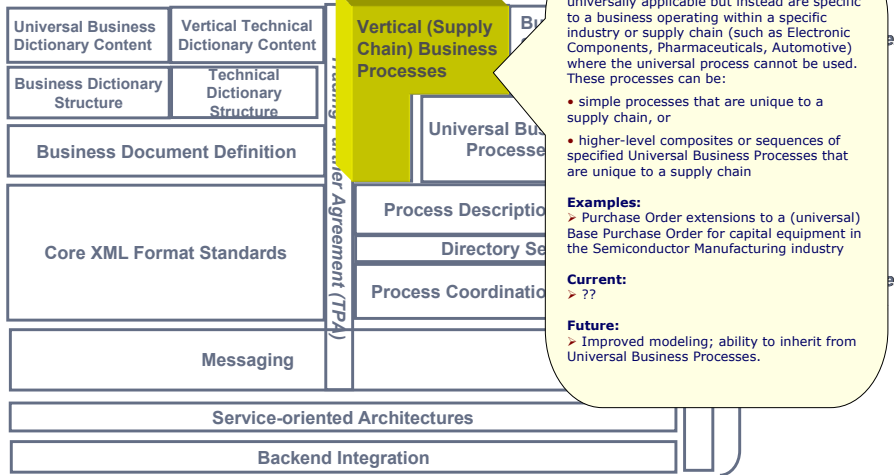 Universal Business
Dictionary Content
Vertical Technical
Dictionary Content
Business Dictionary
Structure
Technical
Dictionary
Structure
Business Document Definition
Core XML Format Standards
Partner Agreement (TPA)
Vertical (Supply
Chain) Business
Processes
Universal
Process Description
Directory
Process Coordination
Messaging
Service-oriented Architectures
Backend Integration
universally applicable but instead are specific
to a business operating within a specific
industry or supply chain (such as Electronic
Components, Pharmaceuticals, Automotive)
where the universal process cannot be used.
These processes can be:
• simple processes that are unique to a
supply chain, or
• higher-level composites or sequences of
specified Universal Business Processes that
are unique to a supply chain
Examples:
➢ Purchase Order extensions to a (universal)
Base Purchase Order for capital equipment in
the Semiconductor Manufacturing industry
Current:
➢ ??
Future:
➢ Improved modeling; ability to inherit from
Universal Business Processes.